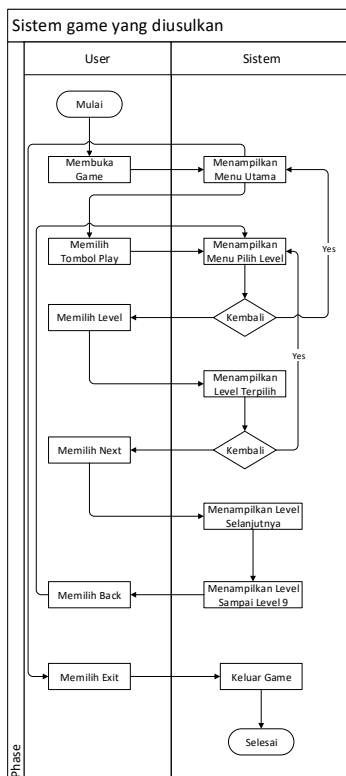 Sistem game yang diusulkan
User
Sistem
Mulai
Membuka
Game
Menampilkan
Menu Utama
Yes
Memilih
Tombol Play
Menampilkan
Menu Pilih Level
Memilih Level
Kembali
Yes
Menampilkan
Level Terpilih
Memilih Next
Kembali
Menampilkan Level
Selanjutnya
Memilih Back
Menampilkan Level
Sampai Level 9
Memilih Exit
Keluar Game
Selesai
Phase